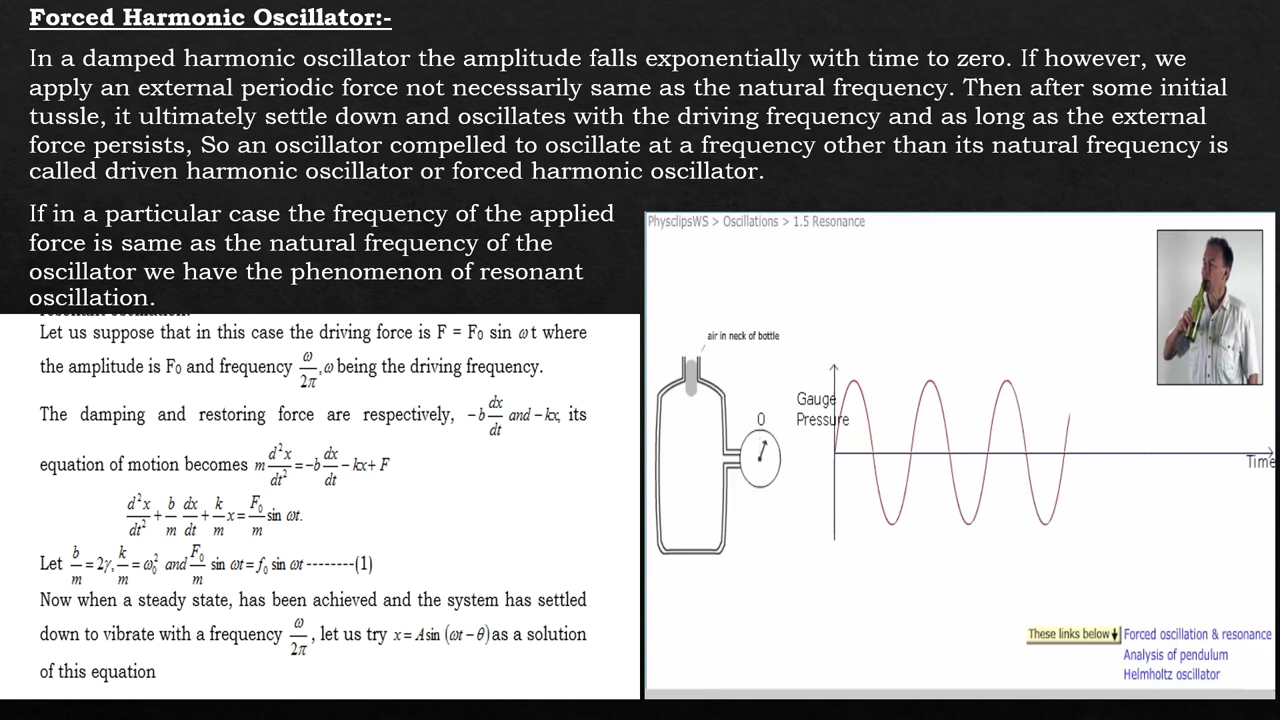 Forced Harmonic Oscillator:-
In a damped harmonic oscillator the amplitude falls exponentially with time to zero. If however, we
apply an external periodic force not necessarily same as the natural frequency. Then after some initial
tussle, it ultimately settle down and oscillates with the driving frequency and as long as the external
force persists, So an oscillator compelled to oscillate at a frequency other than its natural frequency is
called driven harmonic oscillator or forced harmonic oscillator.
If in a particular case the frequency of the applied
force is same as the natural frequency of the
oscillator we have the phenomenon of resonant
oscillation.
resonant oscillation.
Let us suppose that in this case the driving force is F = F₀ sin ωt where
the amplitude is F₀ and frequency ω/2π, ω being the driving frequency.
The damping and restoring force are respectively, −b dx/dt and −kx, its
equation of motion becomes m d²x/dt² = −b dx/dt − kx + F
d²x/dt² + b/m dx/dt + k/m x = F₀/m sin ωt.
Let b/m = 2γ, k/m = ω₀² and F₀/m sin ωt = f₀ sin ωt --------(1)
Now when a steady state, has been achieved and the system has settled
down to vibrate with a frequency ω/2π, let us try x = A sin (ωt − θ) as a solution
of this equation
PhysclipsWS > Oscillations > 1.5 Resonance
air in neck of bottle
0
Gauge
Pressure
Time
These links below
Forced oscillation & resonance
Analysis of pendulum
Helmholtz oscillator